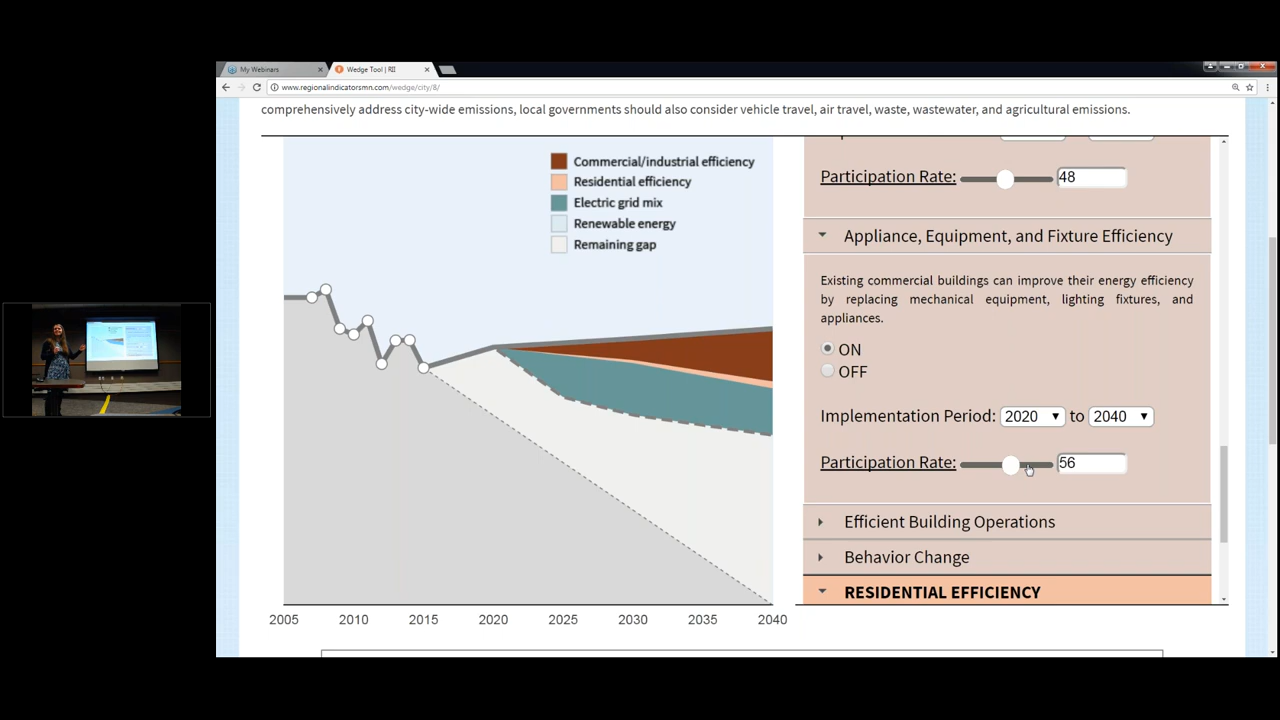 My Webinars
Wedge Tool | RII
www.regionalindicatorsmn.com/wedge/city/8/
comprehensively address city-wide emissions, local governments should also consider vehicle travel, air travel, waste, wastewater, and agricultural emissions.
Commercial/industrial efficiency
Residential efficiency
Electric grid mix
Renewable energy
Remaining gap
2005 2010 2015 2020 2025 2030 2035 2040
Participation Rate: 48
Appliance, Equipment, and Fixture Efficiency
Existing commercial buildings can improve their energy efficiency
by replacing mechanical equipment, lighting fixtures, and
appliances.
ON
OFF
Implementation Period: 2020 to 2040
Participation Rate: 56
Efficient Building Operations
Behavior Change
RESIDENTIAL EFFICIENCY